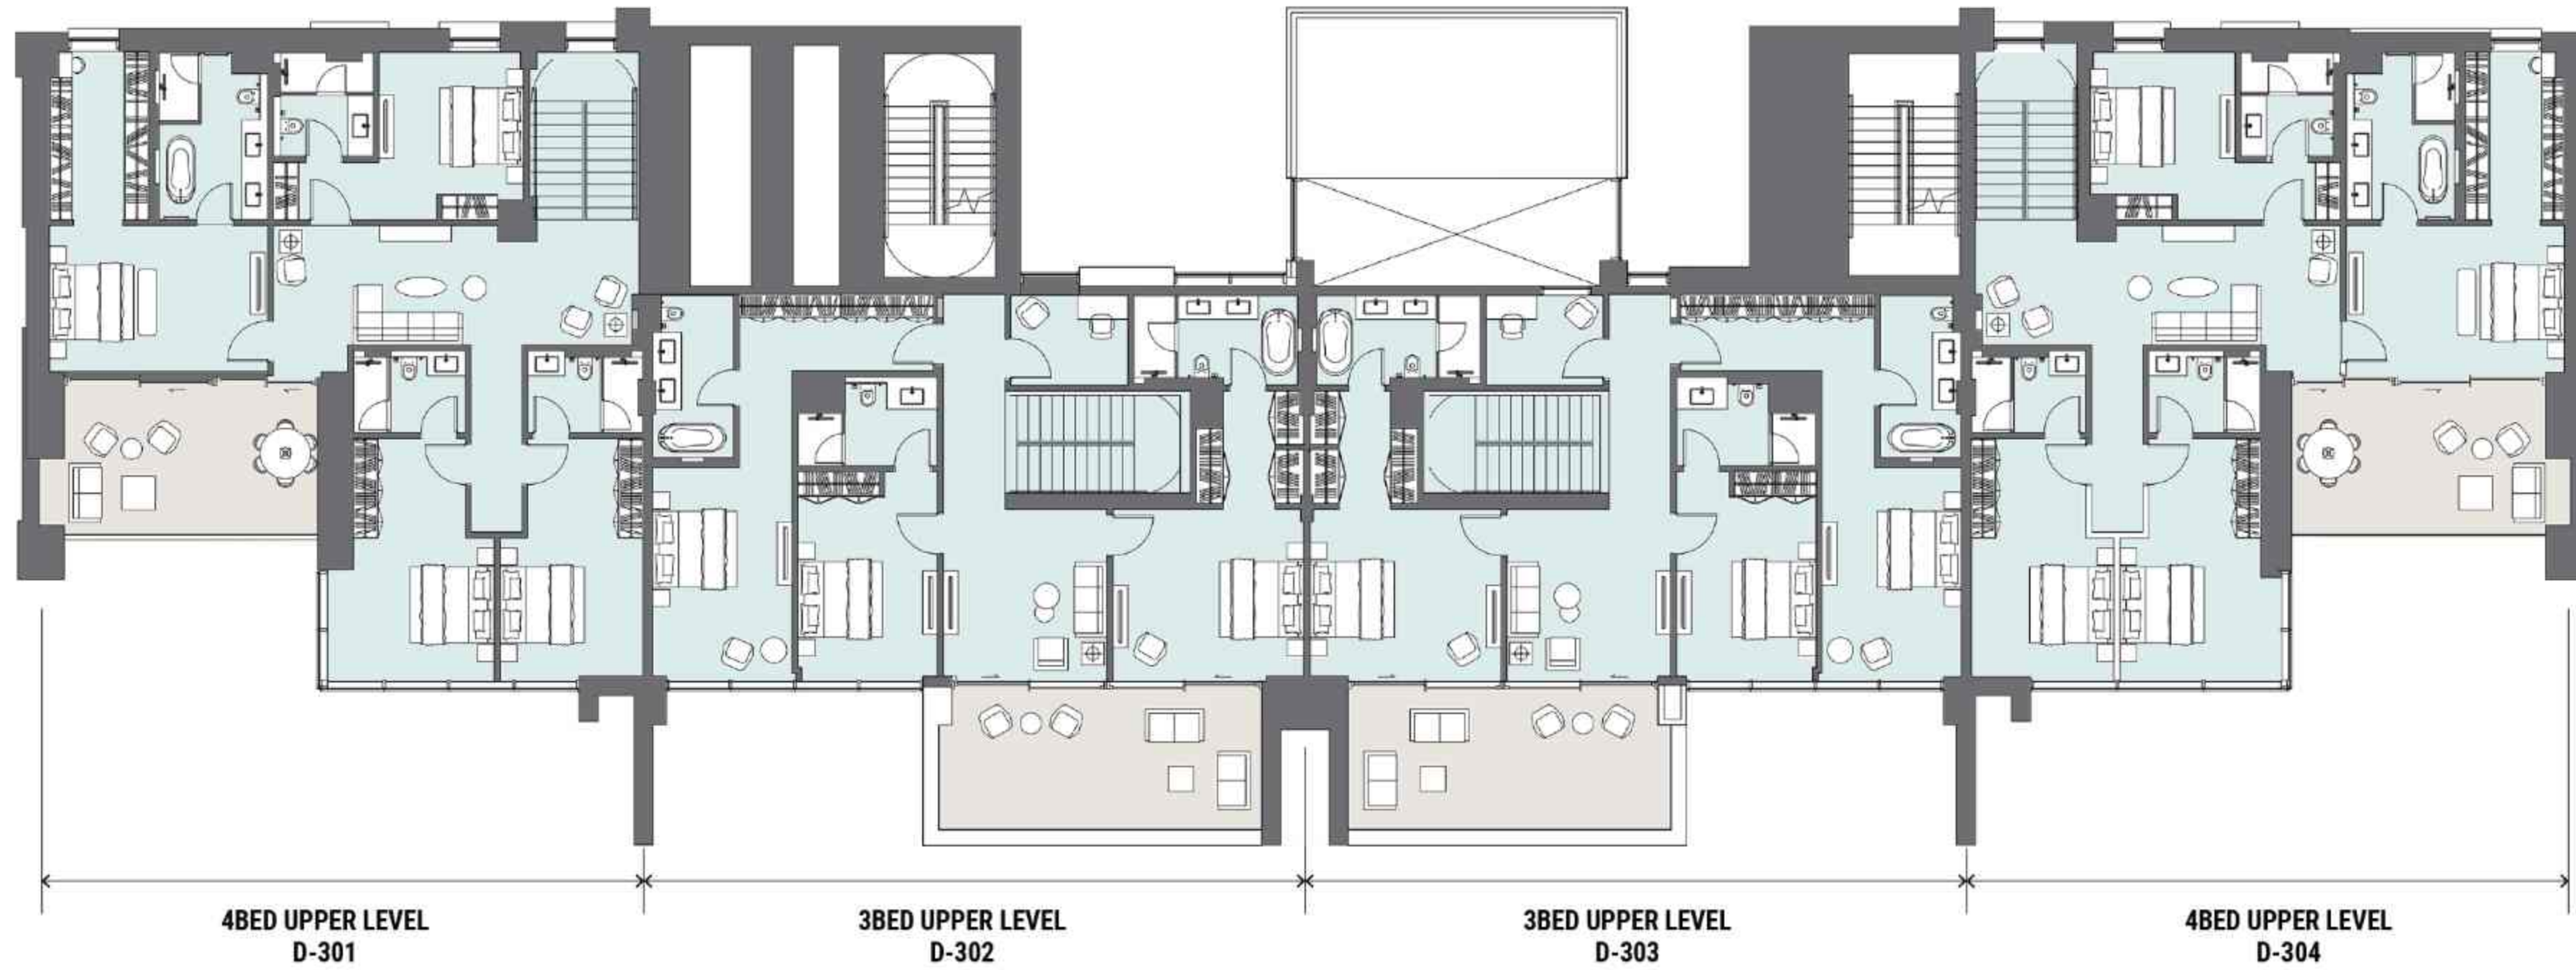 4BED UPPER LEVEL
D-301
3BED UPPER LEVEL
D-302
3BED UPPER LEVEL
D-303
4BED UPPER LEVEL
D-304